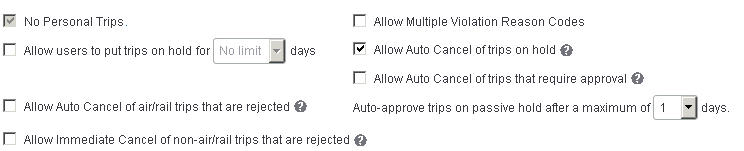 No Personal Trips.
Allow Multiple Violation Reason Codes
Allow users to put trips on hold for No limit days
Allow Auto Cancel of trips on hold ?
Allow Auto Cancel of trips that require approval ?
Allow Auto Cancel of air/rail trips that are rejected ?
Auto-approve trips on passive hold after a maximum of 1 days.
Allow Immediate Cancel of non-air/rail trips that are rejected ?